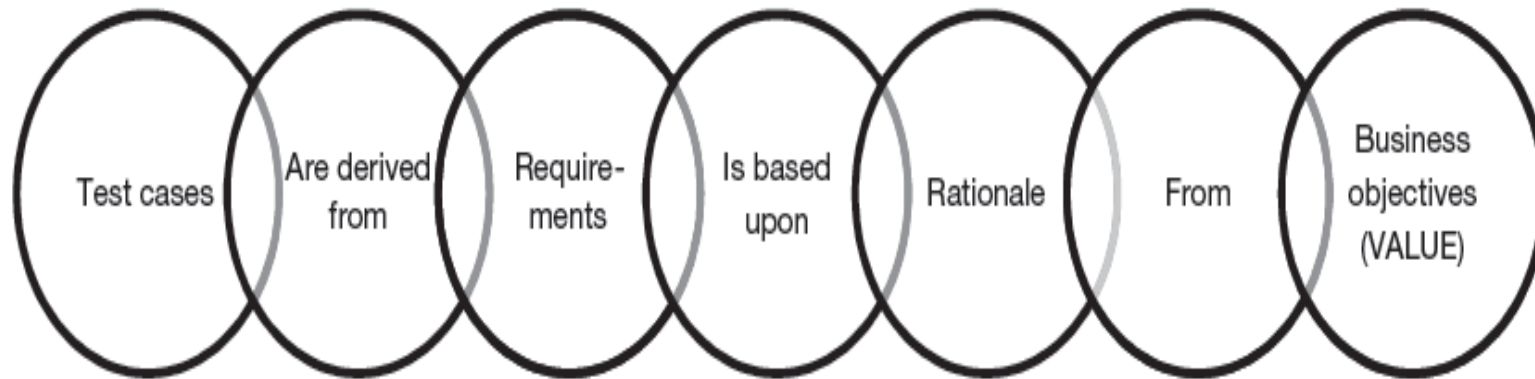 Test cases
Are derived
from
Require-
ments
Is based
upon
Rationale
From
Business
objectives
(VALUE)